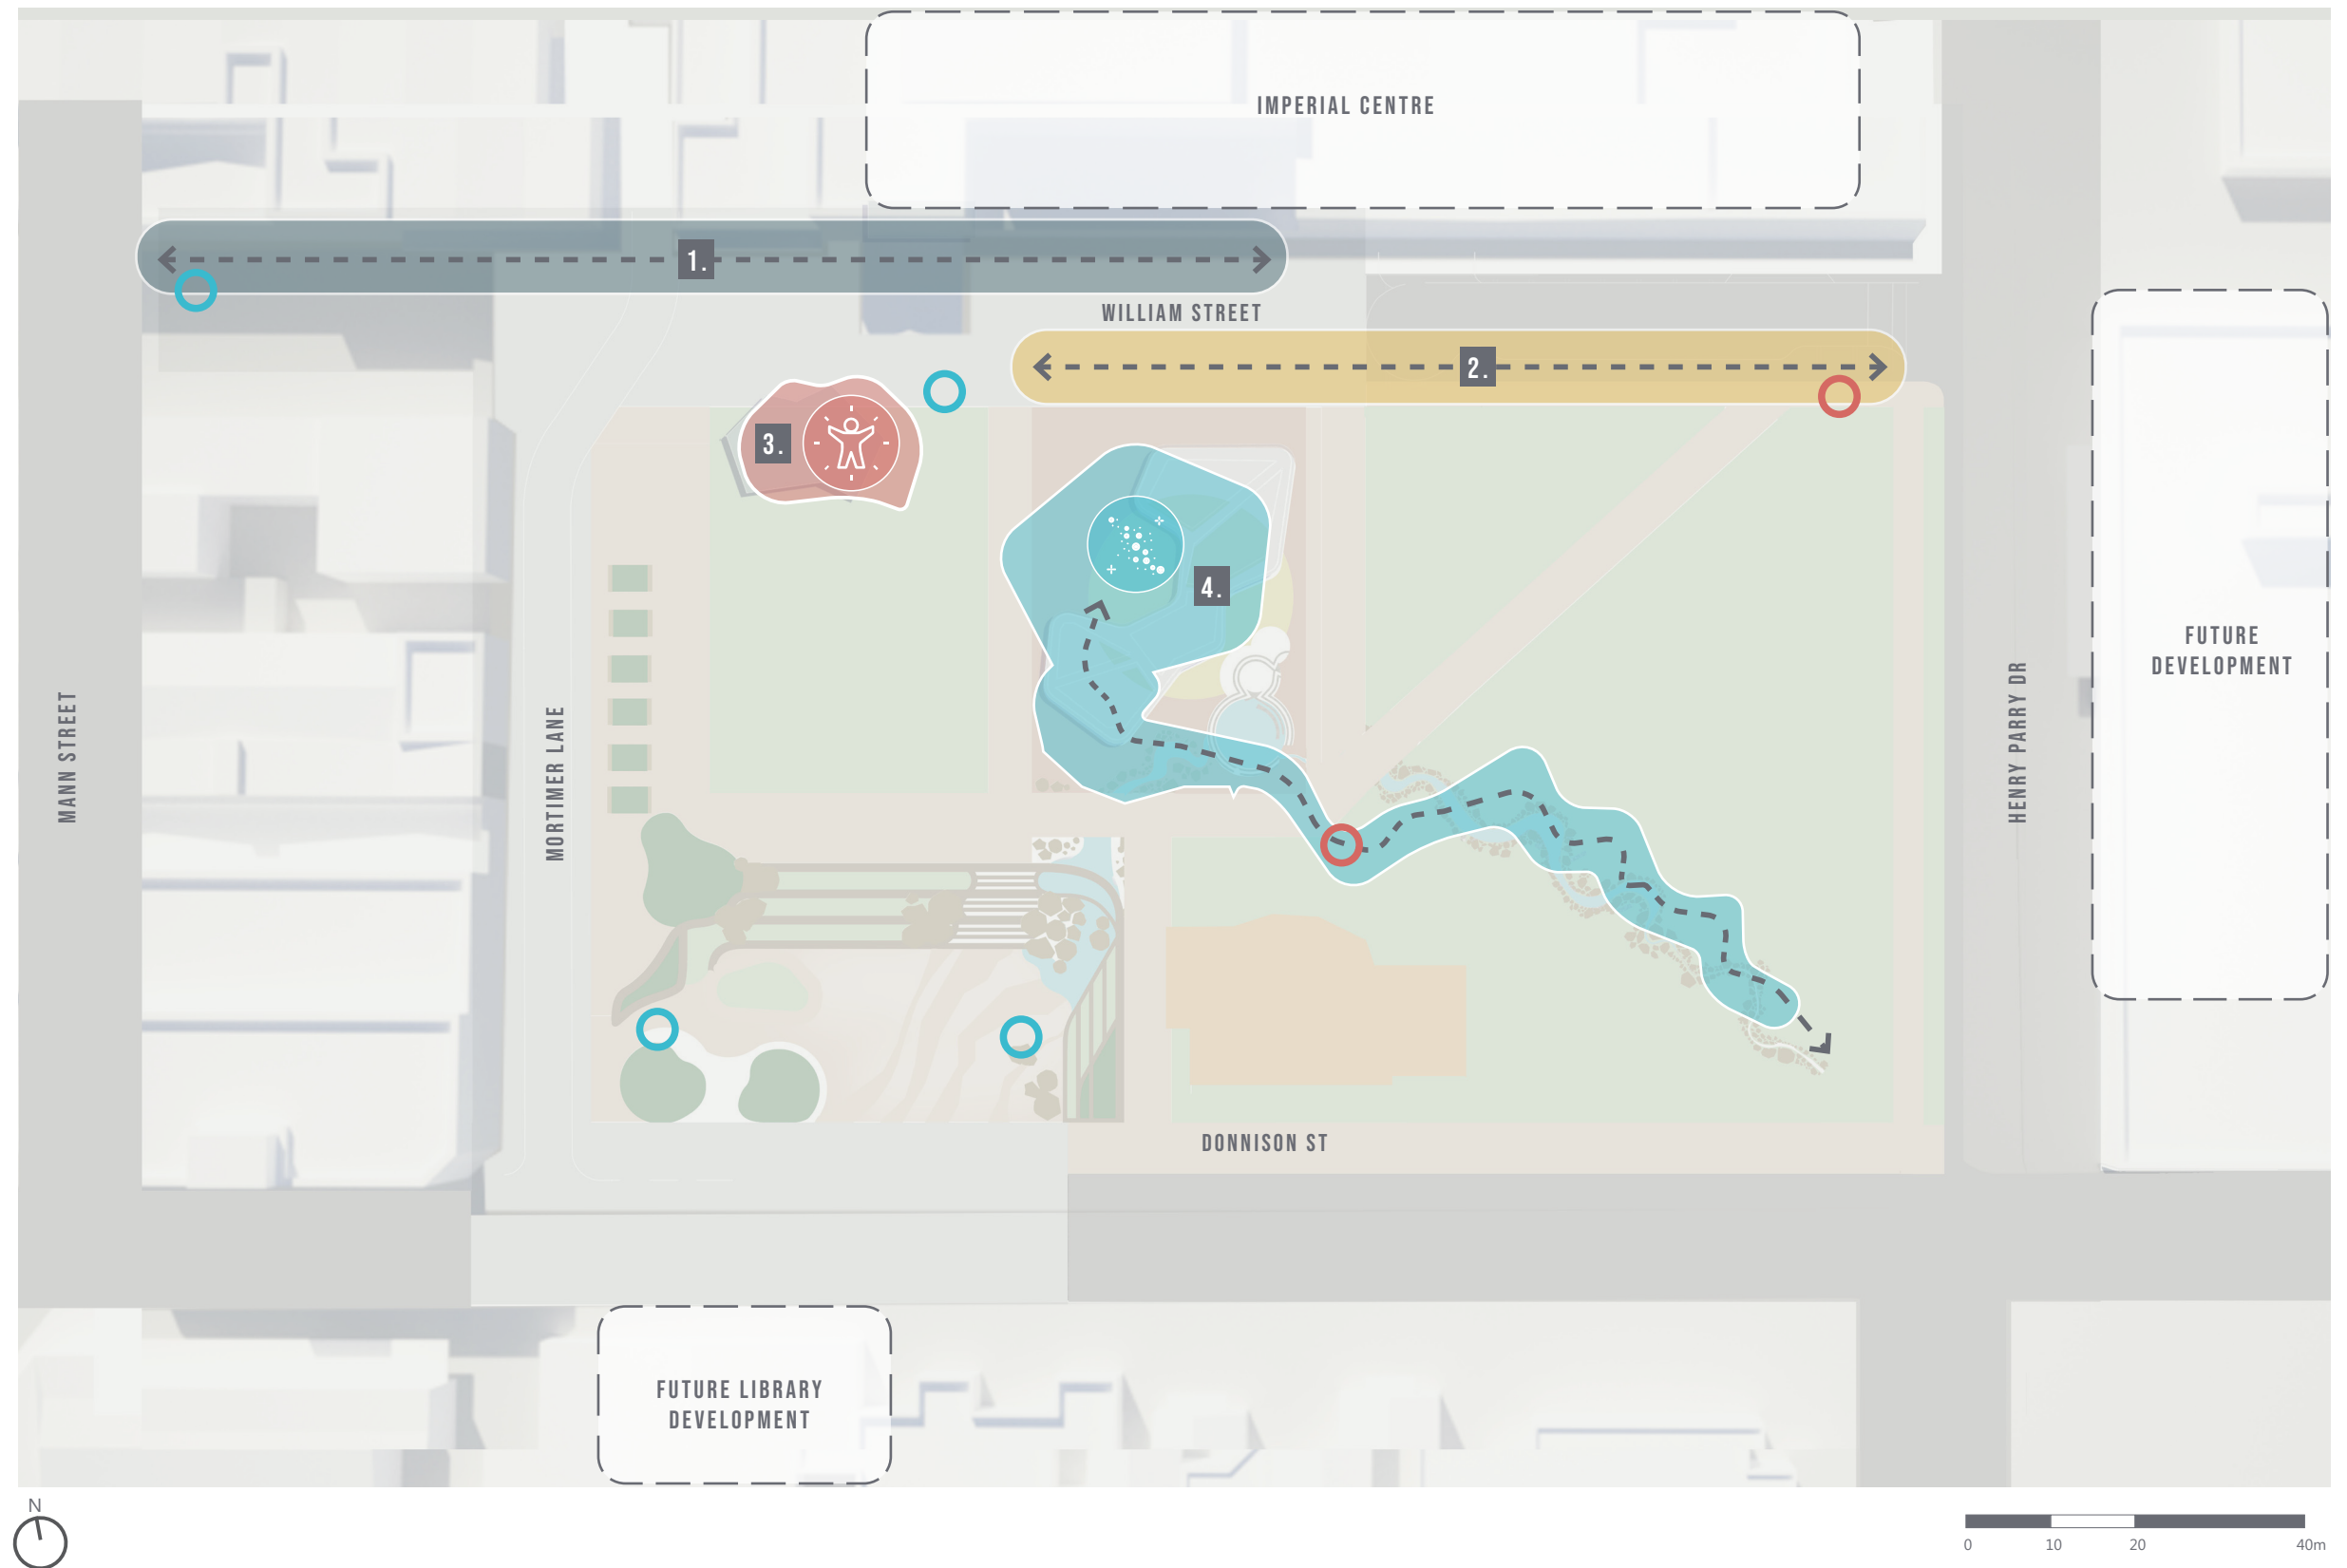 IMPERIAL CENTRE
1.
WILLIAM STREET
2.
3.
4.
FUTURE
DEVELOPMENT
MANN STREET
MORTIMER LANE
HENRY PARRY DR
DONNISON ST
FUTURE LIBRARY
DEVELOPMENT
N
0 10 20 40m